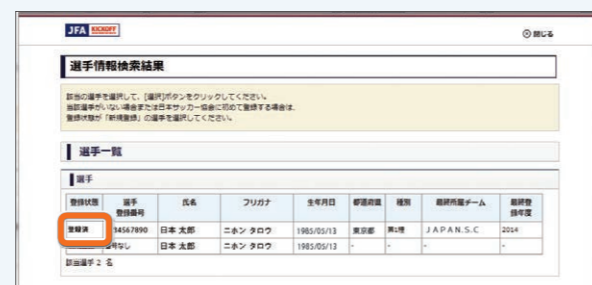 JFA KICKOFF
閉じる
選手情報検索結果
該当の選手を選択して、[選択]ボタンをクリックしてください。
当該選手がいない場合または日本サッカー協会に初めて登録する場合は、
登録状態が「新規登録」の選手を選択してください。
選手一覧
選手
登録状態 選手登録番号 氏名 フリガナ 生年月日 都道府県 種別 最終所属チーム 最終登録年度
登録済 34567890 日本 太郎 ニホン タロウ 1985/05/13 東京都 第1種 JAPAN.S.C 2014
号なし 日本 太郎 ニホン タロウ 1985/05/13 - - - -
該当選手 2 名